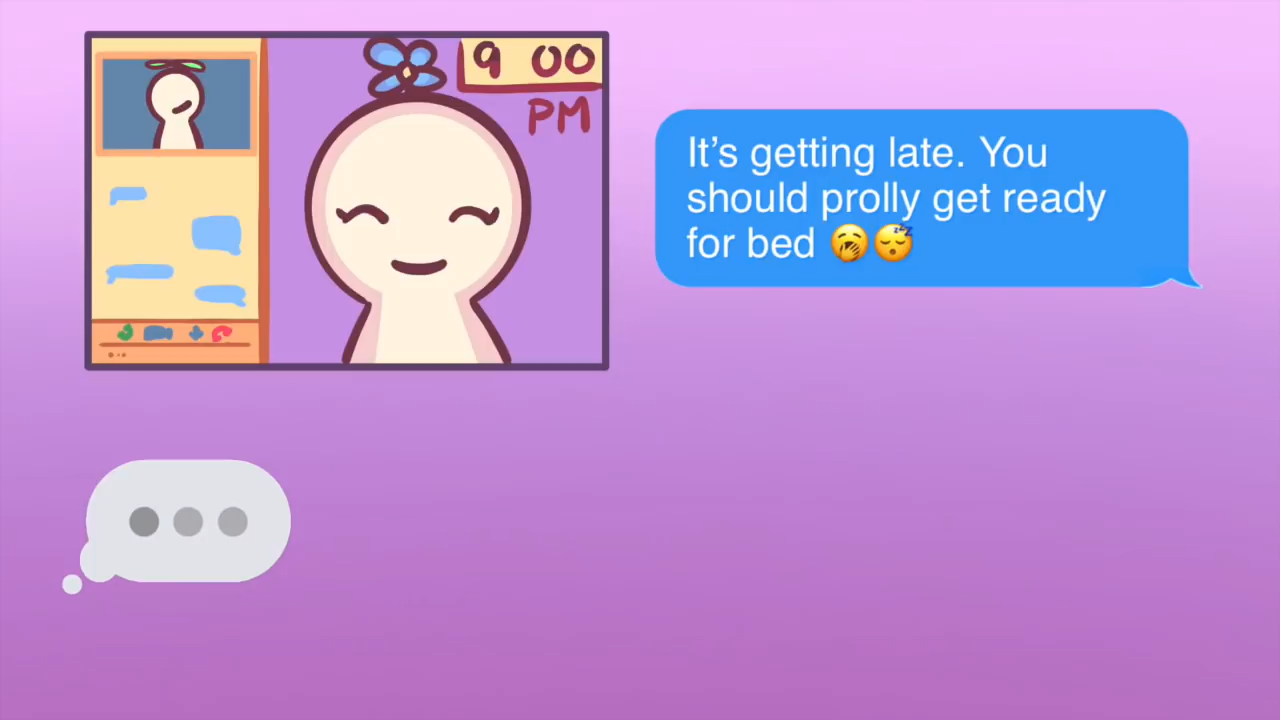 9 00
PM
It's getting late. You
should prolly get ready
for bed 🥱😴